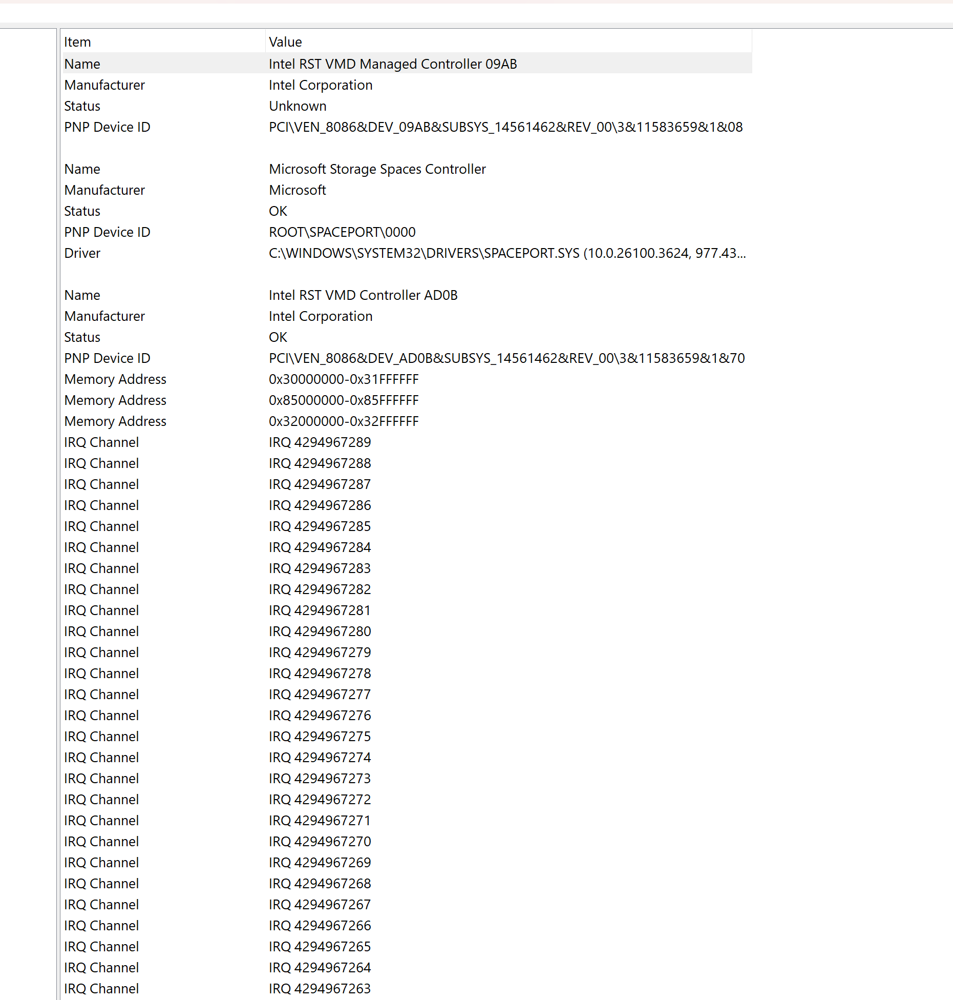 Item Value
Name Intel RST VMD Managed Controller 09AB
Manufacturer Intel Corporation
Status Unknown
PNP Device ID PCI\VEN_8086&DEV_09AB&SUBSYS_14561462&REV_00\3&11583659&1&08
Name Microsoft Storage Spaces Controller
Manufacturer Microsoft
Status OK
PNP Device ID ROOT\SPACEPORT\0000
Driver C:\WINDOWS\SYSTEM32\DRIVERS\SPACEPORT.SYS (10.0.26100.3624, 977.43...
Name Intel RST VMD Controller AD0B
Manufacturer Intel Corporation
Status OK
PNP Device ID PCI\VEN_8086&DEV_AD0B&SUBSYS_14561462&REV_00\3&11583659&1&70
Memory Address 0x30000000-0x31FFFFFF
Memory Address 0x85000000-0x85FFFFFF
Memory Address 0x32000000-0x32FFFFFF
IRQ Channel IRQ 4294967289
IRQ Channel IRQ 4294967288
IRQ Channel IRQ 4294967287
IRQ Channel IRQ 4294967286
IRQ Channel IRQ 4294967285
IRQ Channel IRQ 4294967284
IRQ Channel IRQ 4294967283
IRQ Channel IRQ 4294967282
IRQ Channel IRQ 4294967281
IRQ Channel IRQ 4294967280
IRQ Channel IRQ 4294967279
IRQ Channel IRQ 4294967278
IRQ Channel IRQ 4294967277
IRQ Channel IRQ 4294967276
IRQ Channel IRQ 4294967275
IRQ Channel IRQ 4294967274
IRQ Channel IRQ 4294967273
IRQ Channel IRQ 4294967272
IRQ Channel IRQ 4294967271
IRQ Channel IRQ 4294967270
IRQ Channel IRQ 4294967269
IRQ Channel IRQ 4294967268
IRQ Channel IRQ 4294967267
IRQ Channel IRQ 4294967266
IRQ Channel IRQ 4294967265
IRQ Channel IRQ 4294967264
IRQ Channel IRQ 4294967263